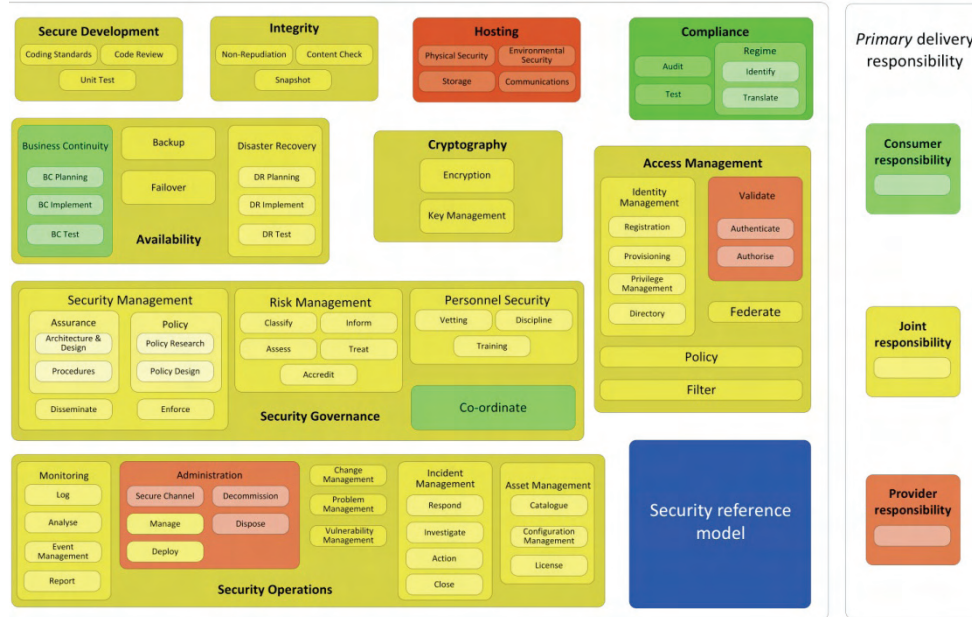 Secure Development
Coding Standards
Code Review
Unit Test
Integrity
Non-Repudiation
Content Check
Snapshot
Hosting
Physical Security
Environmental
Security
Storage
Communications
Compliance
Audit
Test
Regime
Identify
Translate
Business Continuity
BC Planning
BC Implement
BC Test
Backup
Failover
Disaster Recovery
DR Planning
DR Implement
DR Test
Availability
Cryptography
Encryption
Key Management
Access Management
Identity
Management
Registration
Provisioning
Privilege
Management
Directory
Validate
Authenticate
Authorise
Federate
Policy
Filter
Security Management
Assurance
Architecture &
Design
Procedures
Disseminate
Policy
Policy Research
Policy Design
Enforce
Risk Management
Classify
Inform
Assess
Treat
Accredit
Personnel Security
Vetting
Discipline
Training
Co-ordinate
Security Governance
Monitoring
Log
Analyse
Event
Management
Report
Administration
Secure Channel
Decommission
Manage
Dispose
Deploy
Change
Management
Problem
Management
Vulnerability
Management
Incident
Management
Respond
Investigate
Action
Close
Asset Management
Catalogue
Configuration
Management
License
Security Operations
Security reference
model
Primary delivery
responsibility
Consumer
responsibility
Joint
responsibility
Provider
responsibility